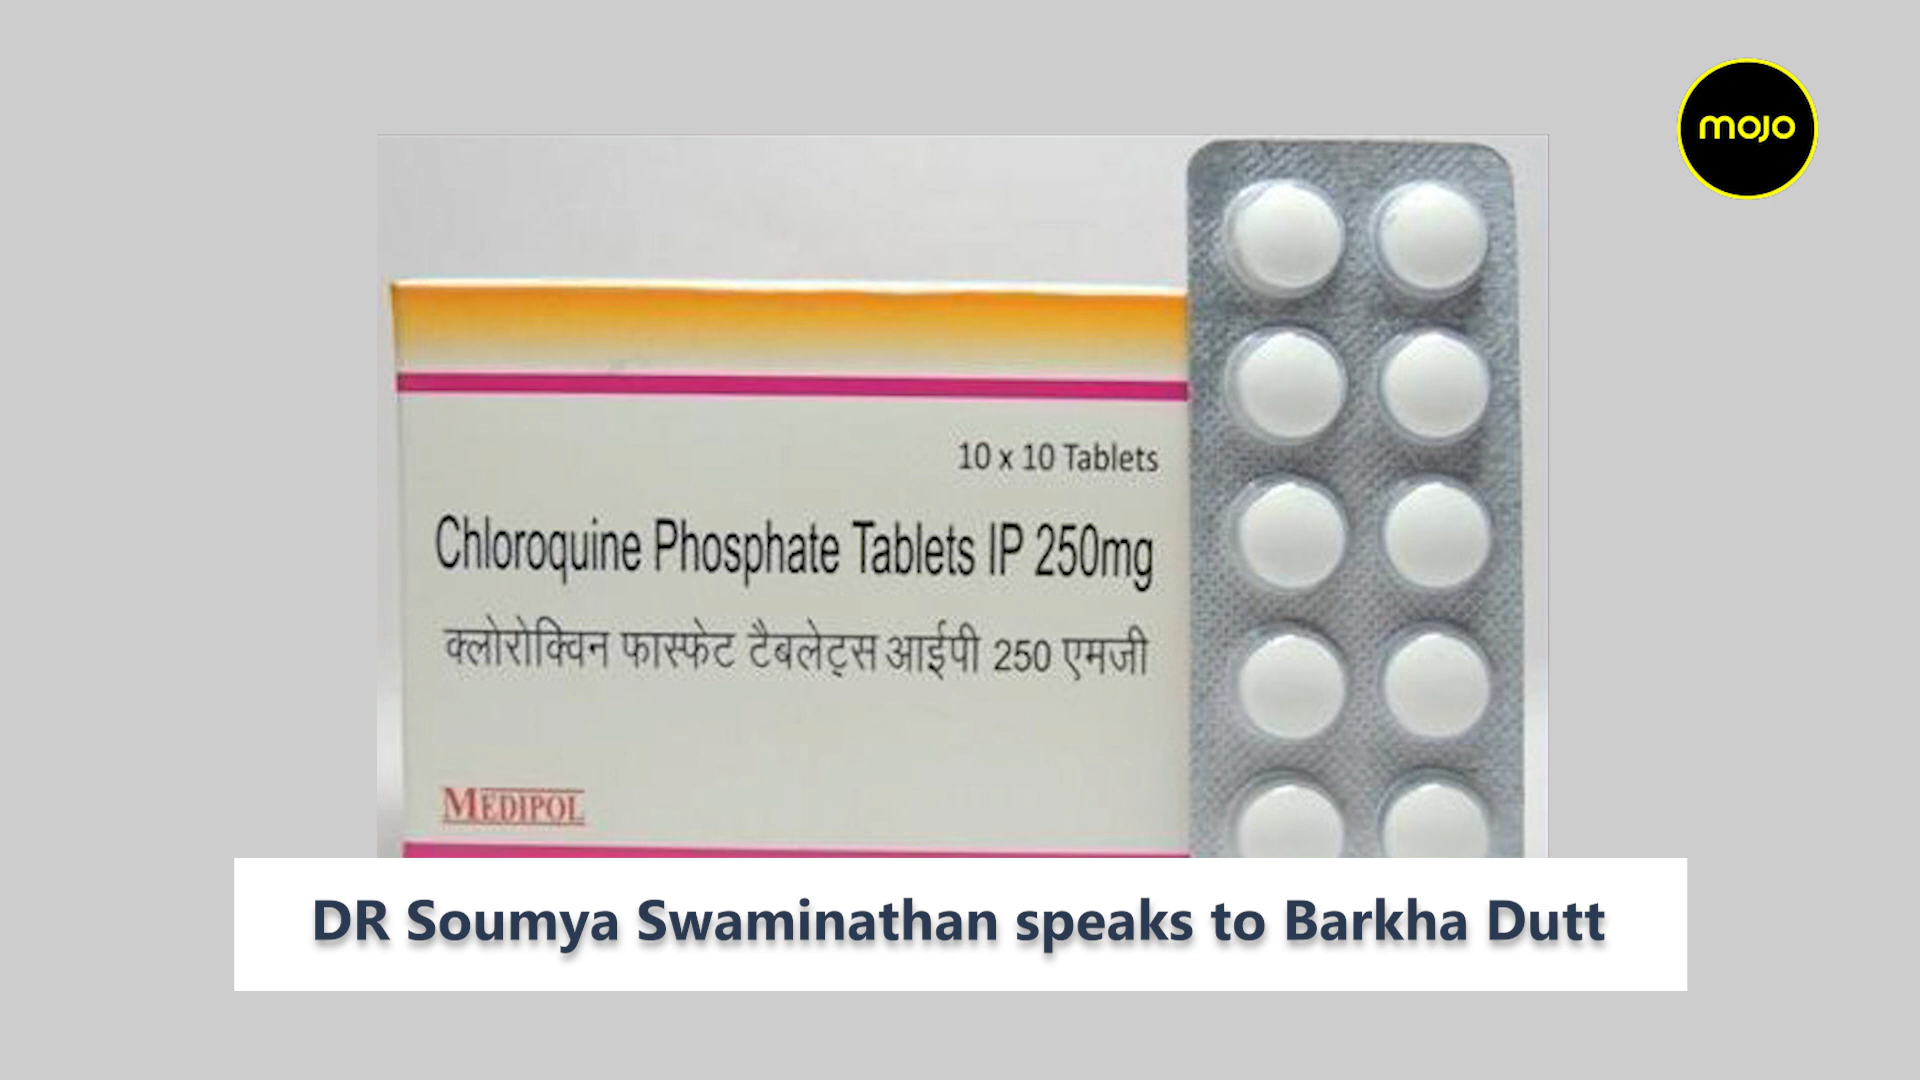 mojo
10 x 10 Tablets
Chloroquine Phosphate Tablets IP 250mg
क्लोरोक्विन फास्फेट टैबलेट्स आईपी 250 एमजी
MEDIPOL
DR Soumya Swaminathan speaks to Barkha Dutt